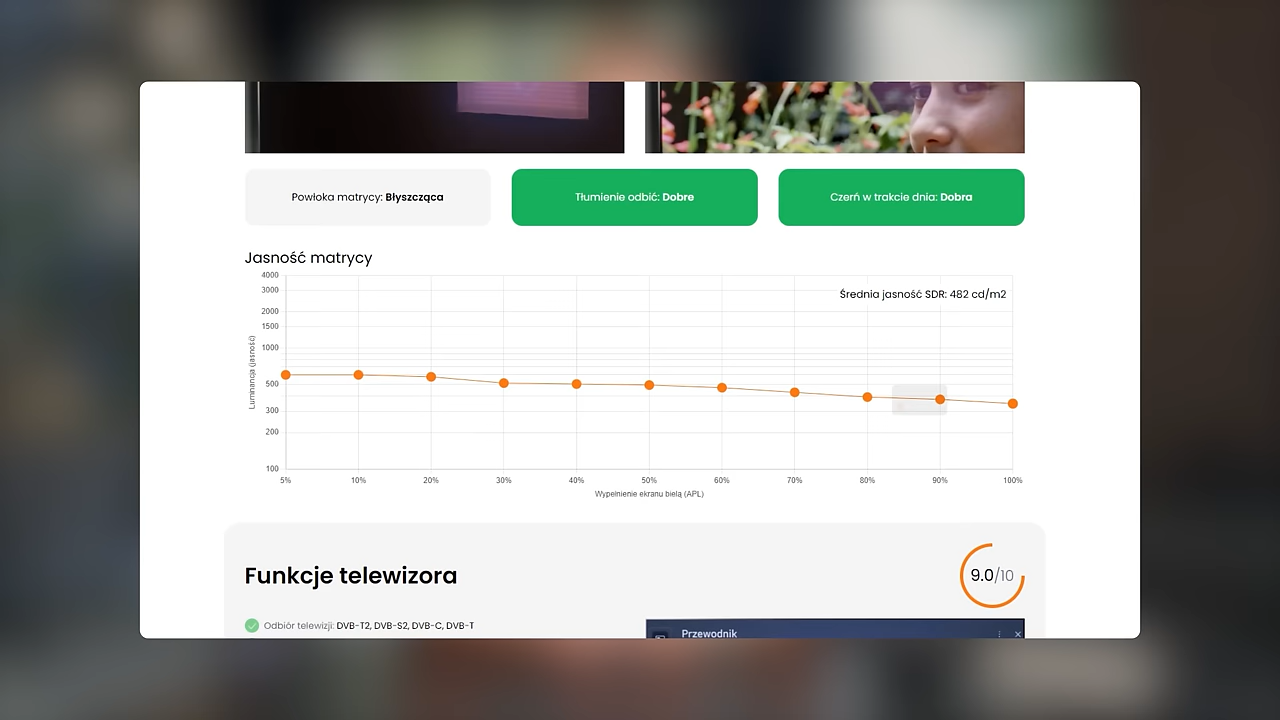 Powłoka matrycy: Błyszcząca
Tłumienie odbić: Dobre
Czerń w trakcie dnia: Dobra
Jasność matrycy
Średnia jasność SDR: 482 cd/m2
4000
3000
2000
1500
1000
500
300
200
100
Luminancja (jasność)
5% 10% 20% 30% 40% 50% 60% 70% 80% 90% 100%
Wypełnienie ekranu bielą (APL)
Funkcje telewizora
9.0/10
Odbiór telewizji: DVB-T2, DVB-S2, DVB-C, DVB-T
Przewodnik